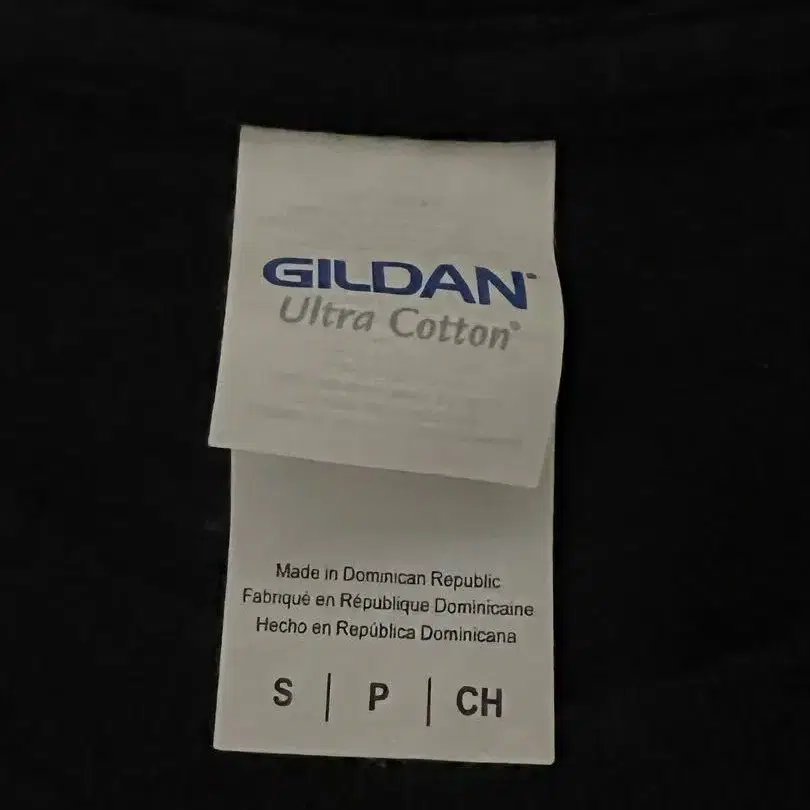 GILDAN
Ultra Cotton®
Made in Dominican Republic
Fabriqué en République Dominicaine
Hecho en República Dominicana
S | P | CH